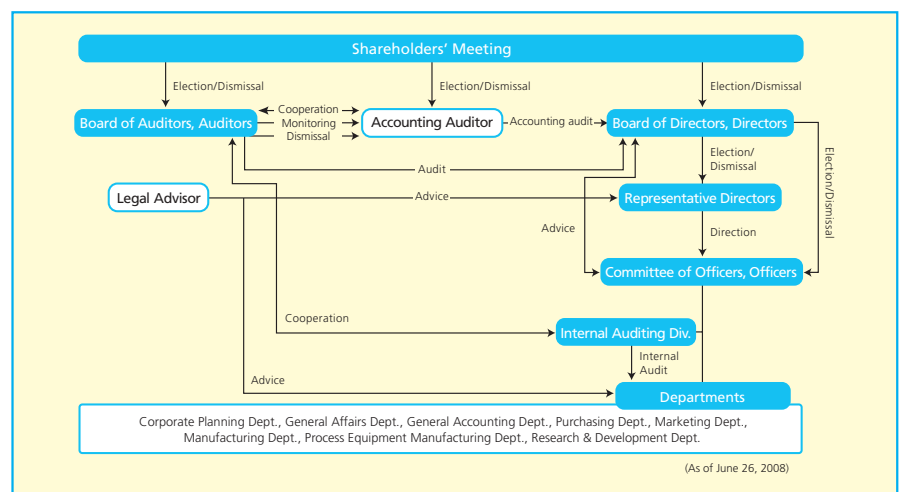 Shareholders' Meeting
Election/Dismissal
Election/Dismissal
Election/Dismissal
Board of Auditors, Auditors
Cooperation
Monitoring
Dismissal
Accounting Auditor
Accounting audit
Board of Directors, Directors
Election/
Dismissal
Election/Dismissal
Audit
Legal Advisor
Advice
Representative Directors
Advice
Direction
Committee of Officers, Officers
Cooperation
Internal Auditing Div.
Internal
Audit
Advice
Departments
Corporate Planning Dept., General Affairs Dept., General Accounting Dept., Purchasing Dept., Marketing Dept.,
Manufacturing Dept., Process Equipment Manufacturing Dept., Research & Development Dept.
(As of June 26, 2008)